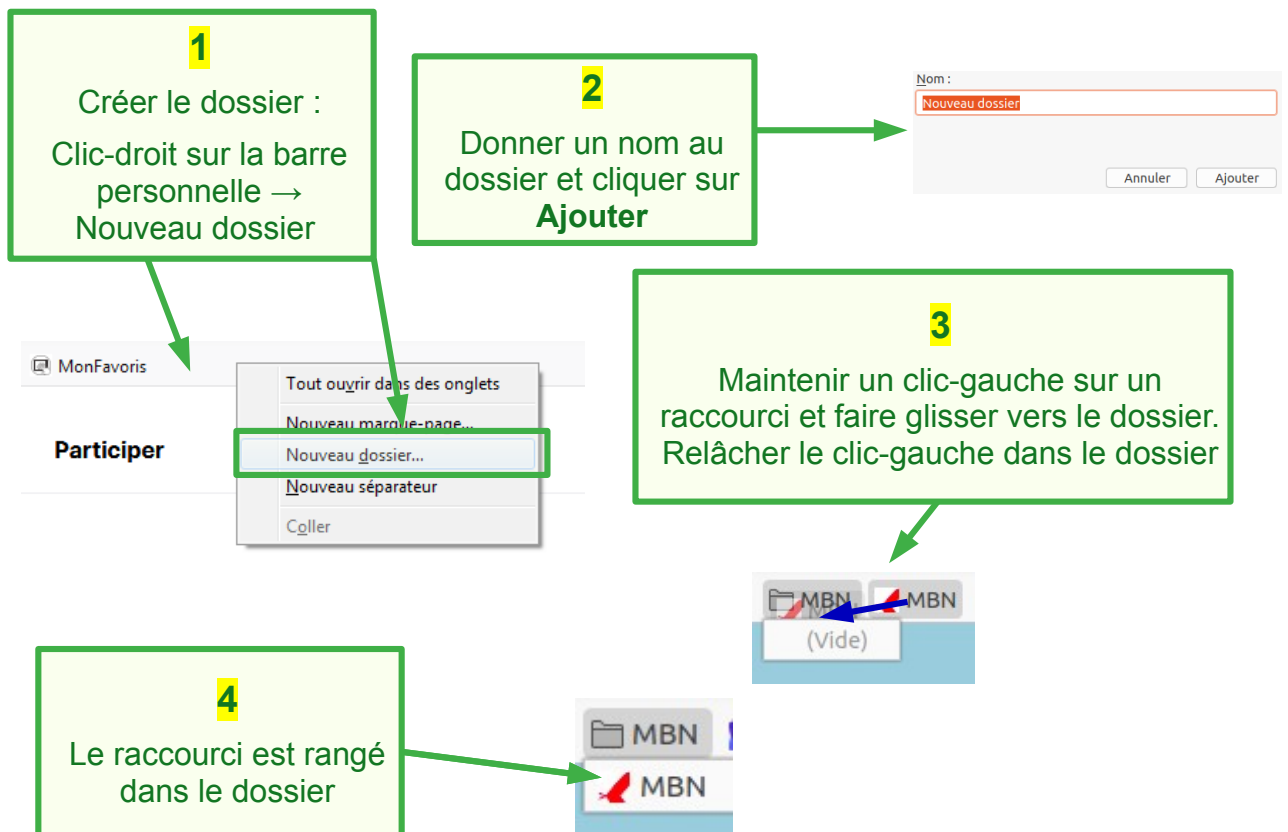 1
Créer le dossier :
Clic-droit sur la barre
personnelle →
Nouveau dossier
2
Donner un nom au
dossier et cliquer sur
Ajouter
Nom :
Nouveau dossier
Annuler Ajouter
MonFavoris
Participer
Tout ouvrir dans des onglets
Nouveau marque-page...
Nouveau dossier...
Nouveau séparateur
Coller
3
Maintenir un clic-gauche sur un
raccourci et faire glisser vers le dossier.
Relâcher le clic-gauche dans le dossier
MBN MBN
(Vide)
4
Le raccourci est rangé
dans le dossier
MBN
MBN